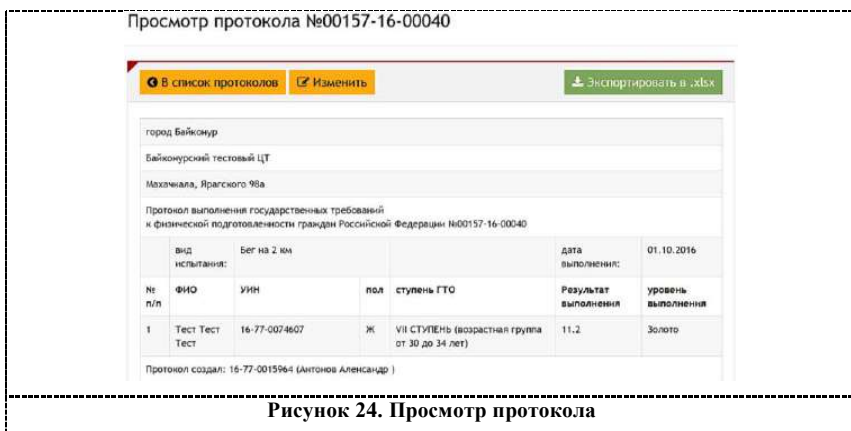 Просмотр протокола №00157-16-00040
В список протоколов Изменить Экспортировать в .xlsx
город Байконур
Байконурский тестовый ЦТ
Махачкала, Ярагского 98а
Протокол выполнения государственных требований
к физической подготовленности граждан Российской Федерации №00157-16-00040
вид испытания: Бег на 2 км дата выполнения: 01.10.2016
№ п/п ФИО УИН пол ступень ГТО Результат выполнения уровень выполнения
1 Тест Тест Тест 16-77-0074607 Ж VII СТУПЕНЬ (возрастная группа от 30 до 34 лет) 11.2 Золото
Протокол создал: 16-77-0015964 (Антонов Александр )
Рисунок 24. Просмотр протокола